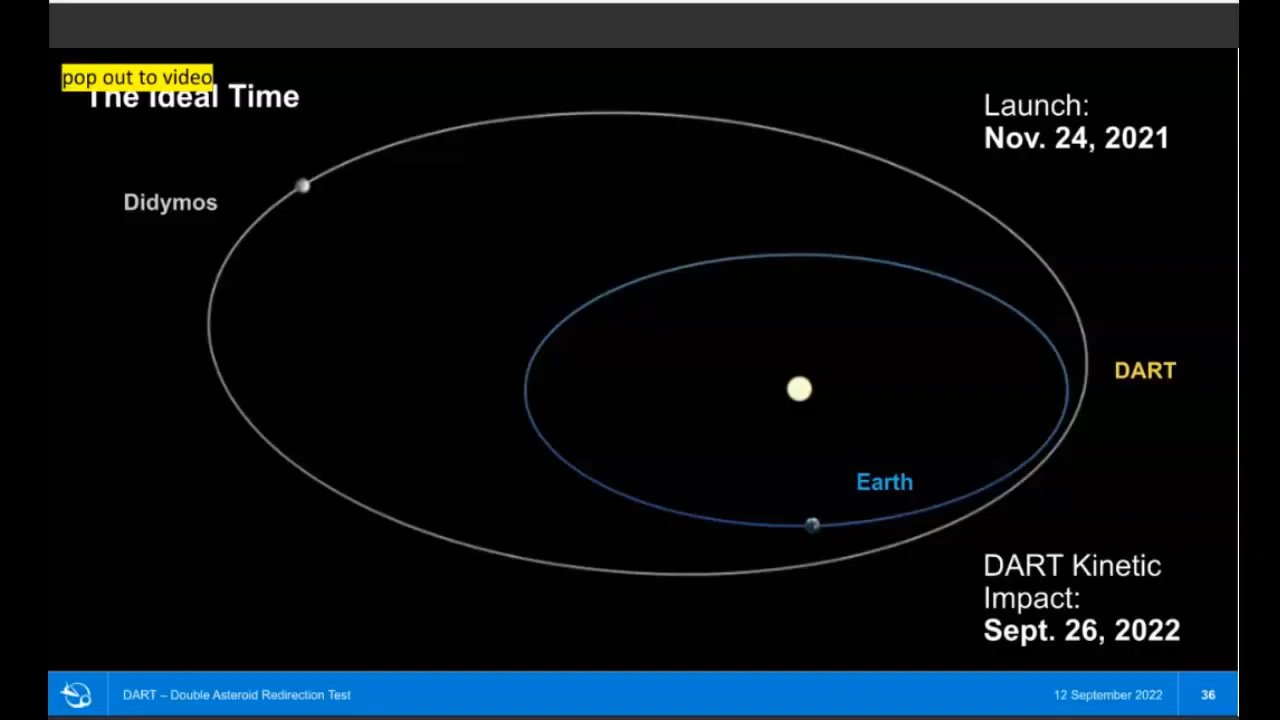 pop out to video
The Ideal Time
Launch:
Nov. 24, 2021
Didymos
DART
Earth
DART Kinetic
Impact:
Sept. 26, 2022
DART – Double Asteroid Redirection Test
12 September 2022
36